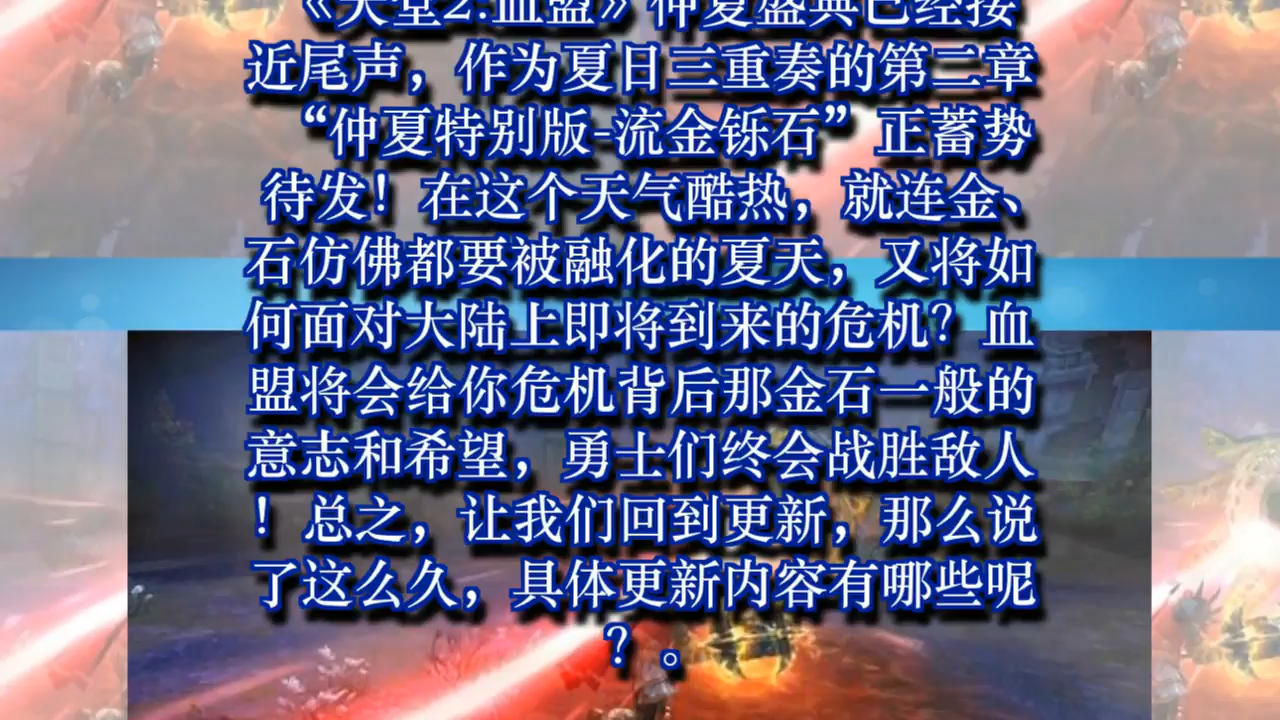 《天堂2:血盟》仲夏盛典已经接
近尾声，作为夏日三重奏的第二章
“仲夏特别版-流金铄石”正蓄势
待发！在这个天气酷热，就连金、
石仿佛都要被融化的夏天，又将如
何面对大陆上即将到来的危机？血
盟将会给你危机背后那金石一般的
意志和希望，勇士们终会战胜敌人
！总之，让我们回到更新，那么说
了这么久，具体更新内容有哪些呢
？。